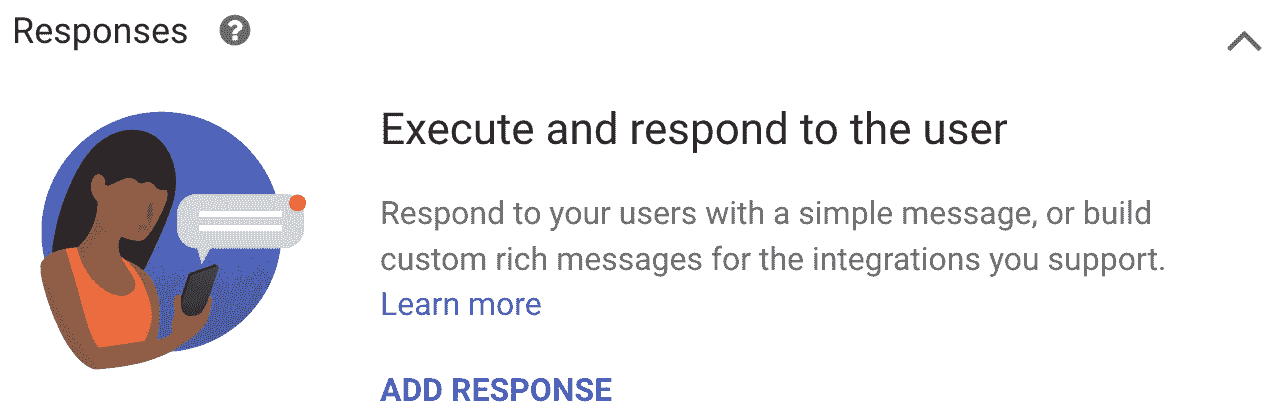 Responses
Execute and respond to the user
Respond to your users with a simple message, or build
custom rich messages for the integrations you support.
Learn more
ADD RESPONSE